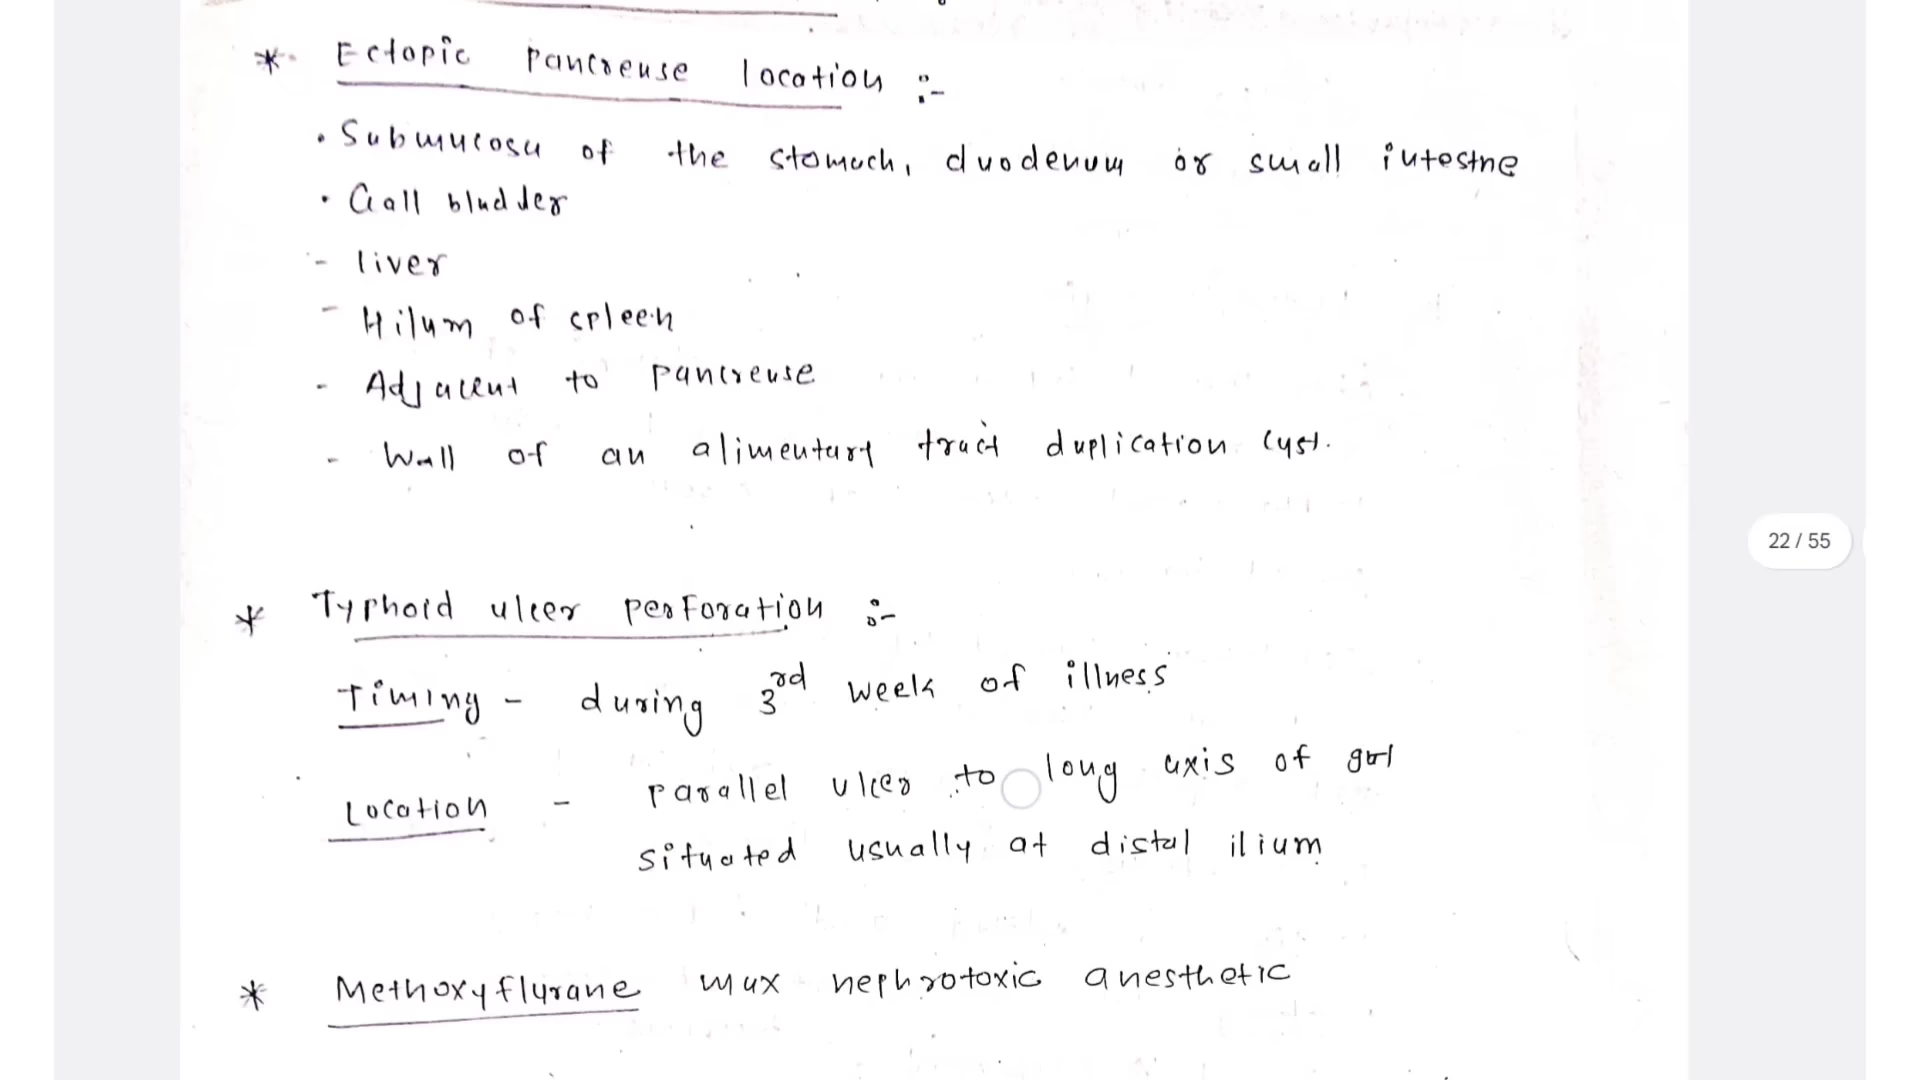 * Ectopic Pancrease location :-
• Submucosa of the stomach, duodenum or small intestne
• Gall bladder
- liver
- Hilum of spleen
- Adjacent to pancrease
- Wall of an alimentary tract duplication cyst.
22 / 55
* Typhoid ulcer perforation :-
Timing - during 3rd week of illness
Location - parallel ulcer to long axis of gut
situated usually at distal ilium
* Methoxyflurane max nephrotoxic anesthetic